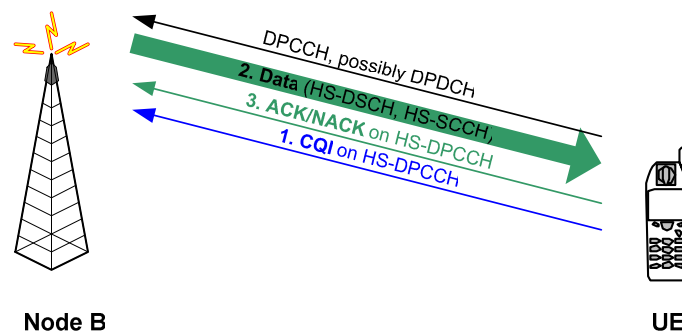 DPCCH, possibly DPDCH
2. Data (HS-DSCH, HS-SCCH)
3. ACK/NACK on HS-DPCCH
1. CQI on HS-DPCCH
Node B
UE